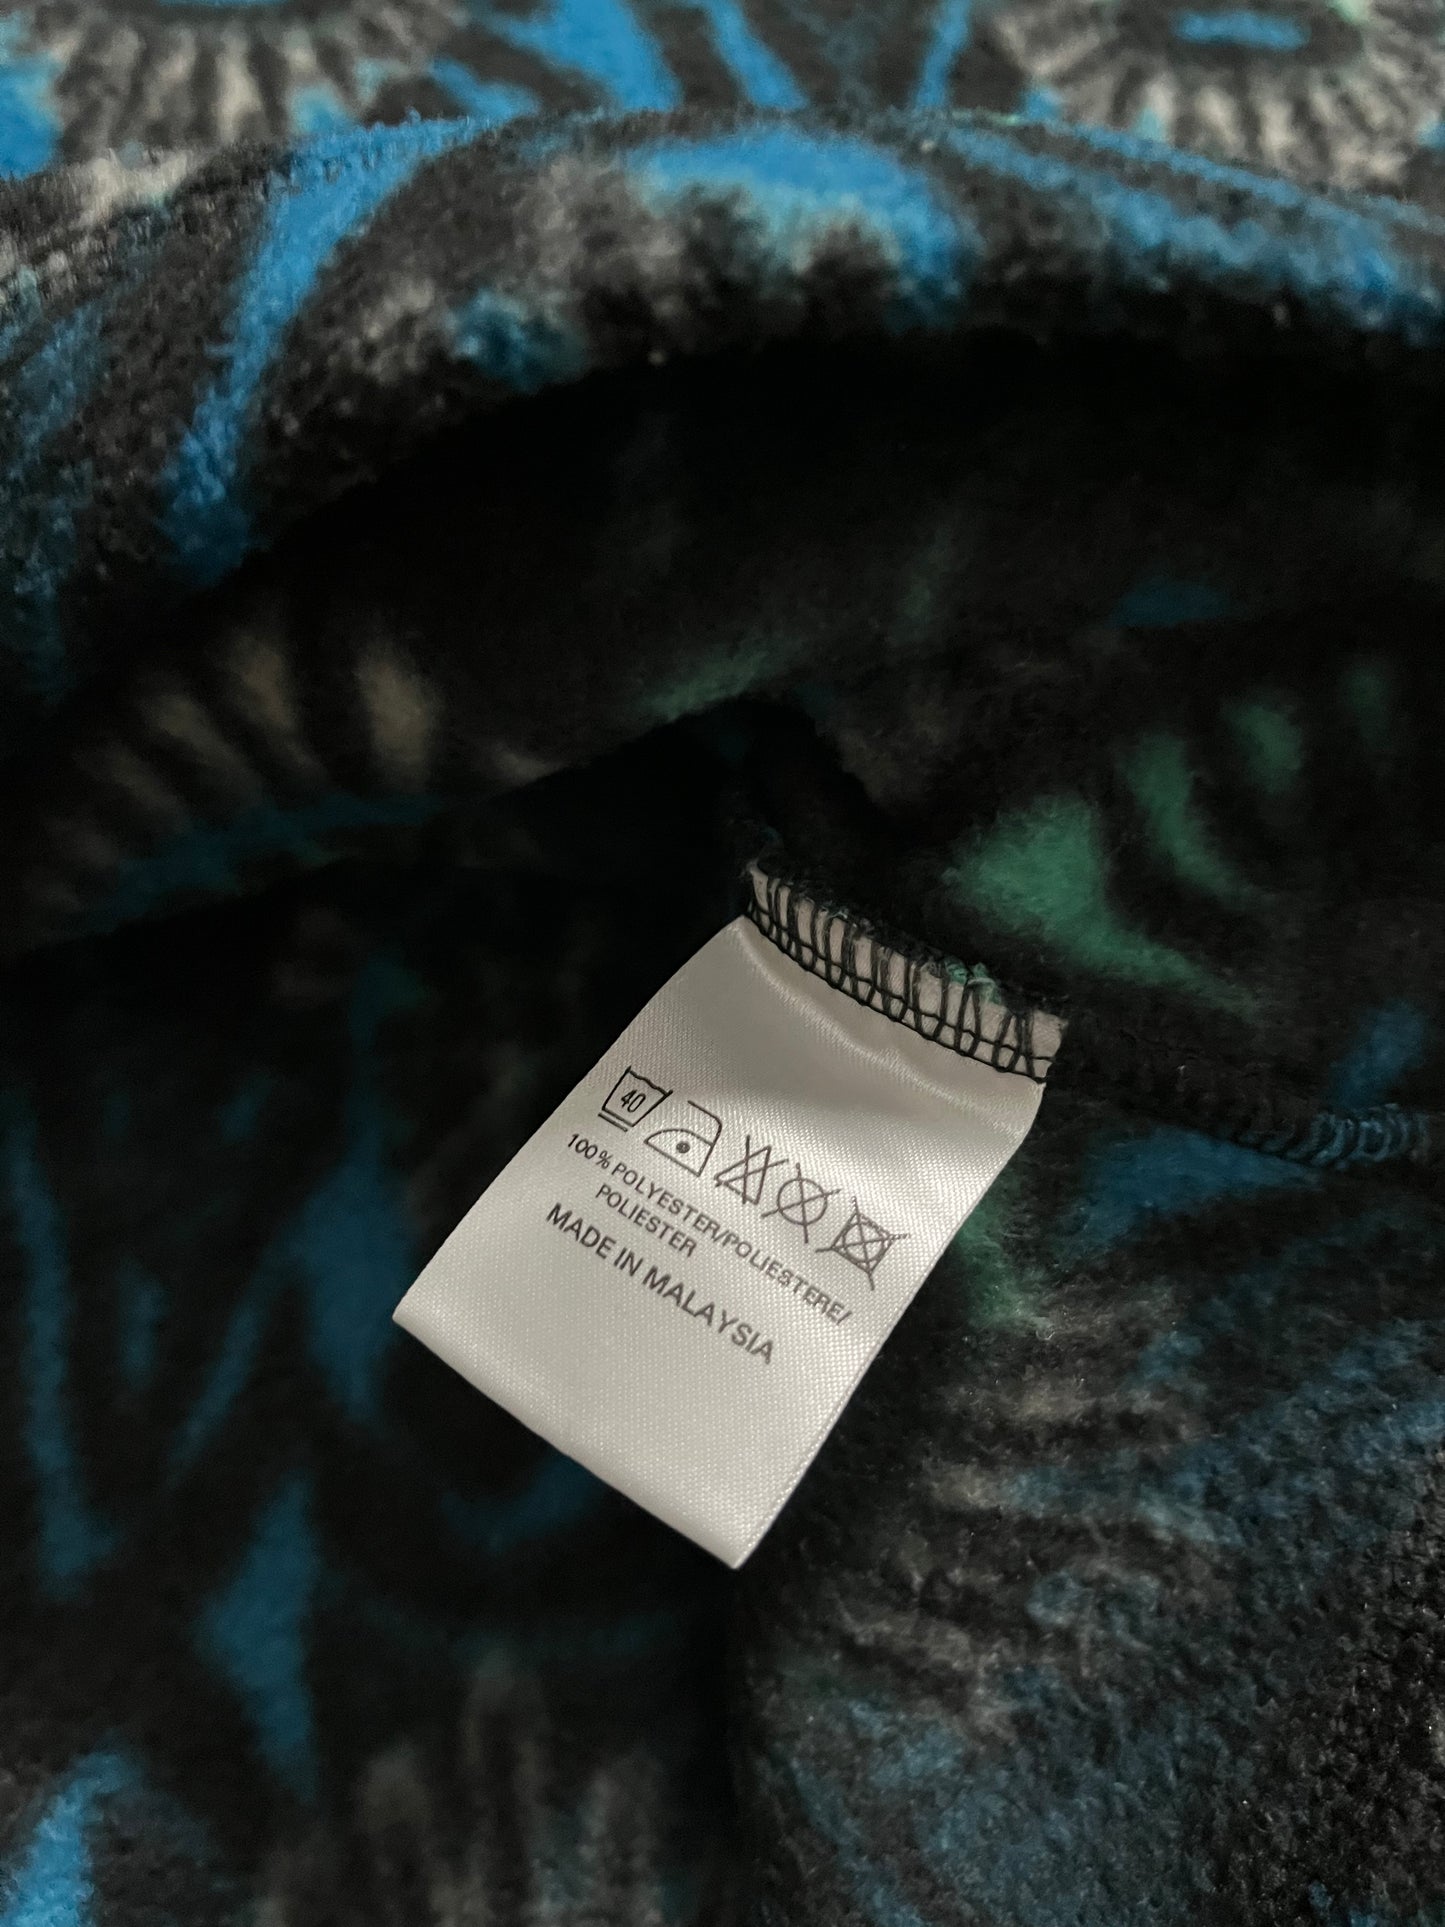 40
100% POLYESTER/POLIESTERE/
POLIESTER
MADE IN MALAYSIA